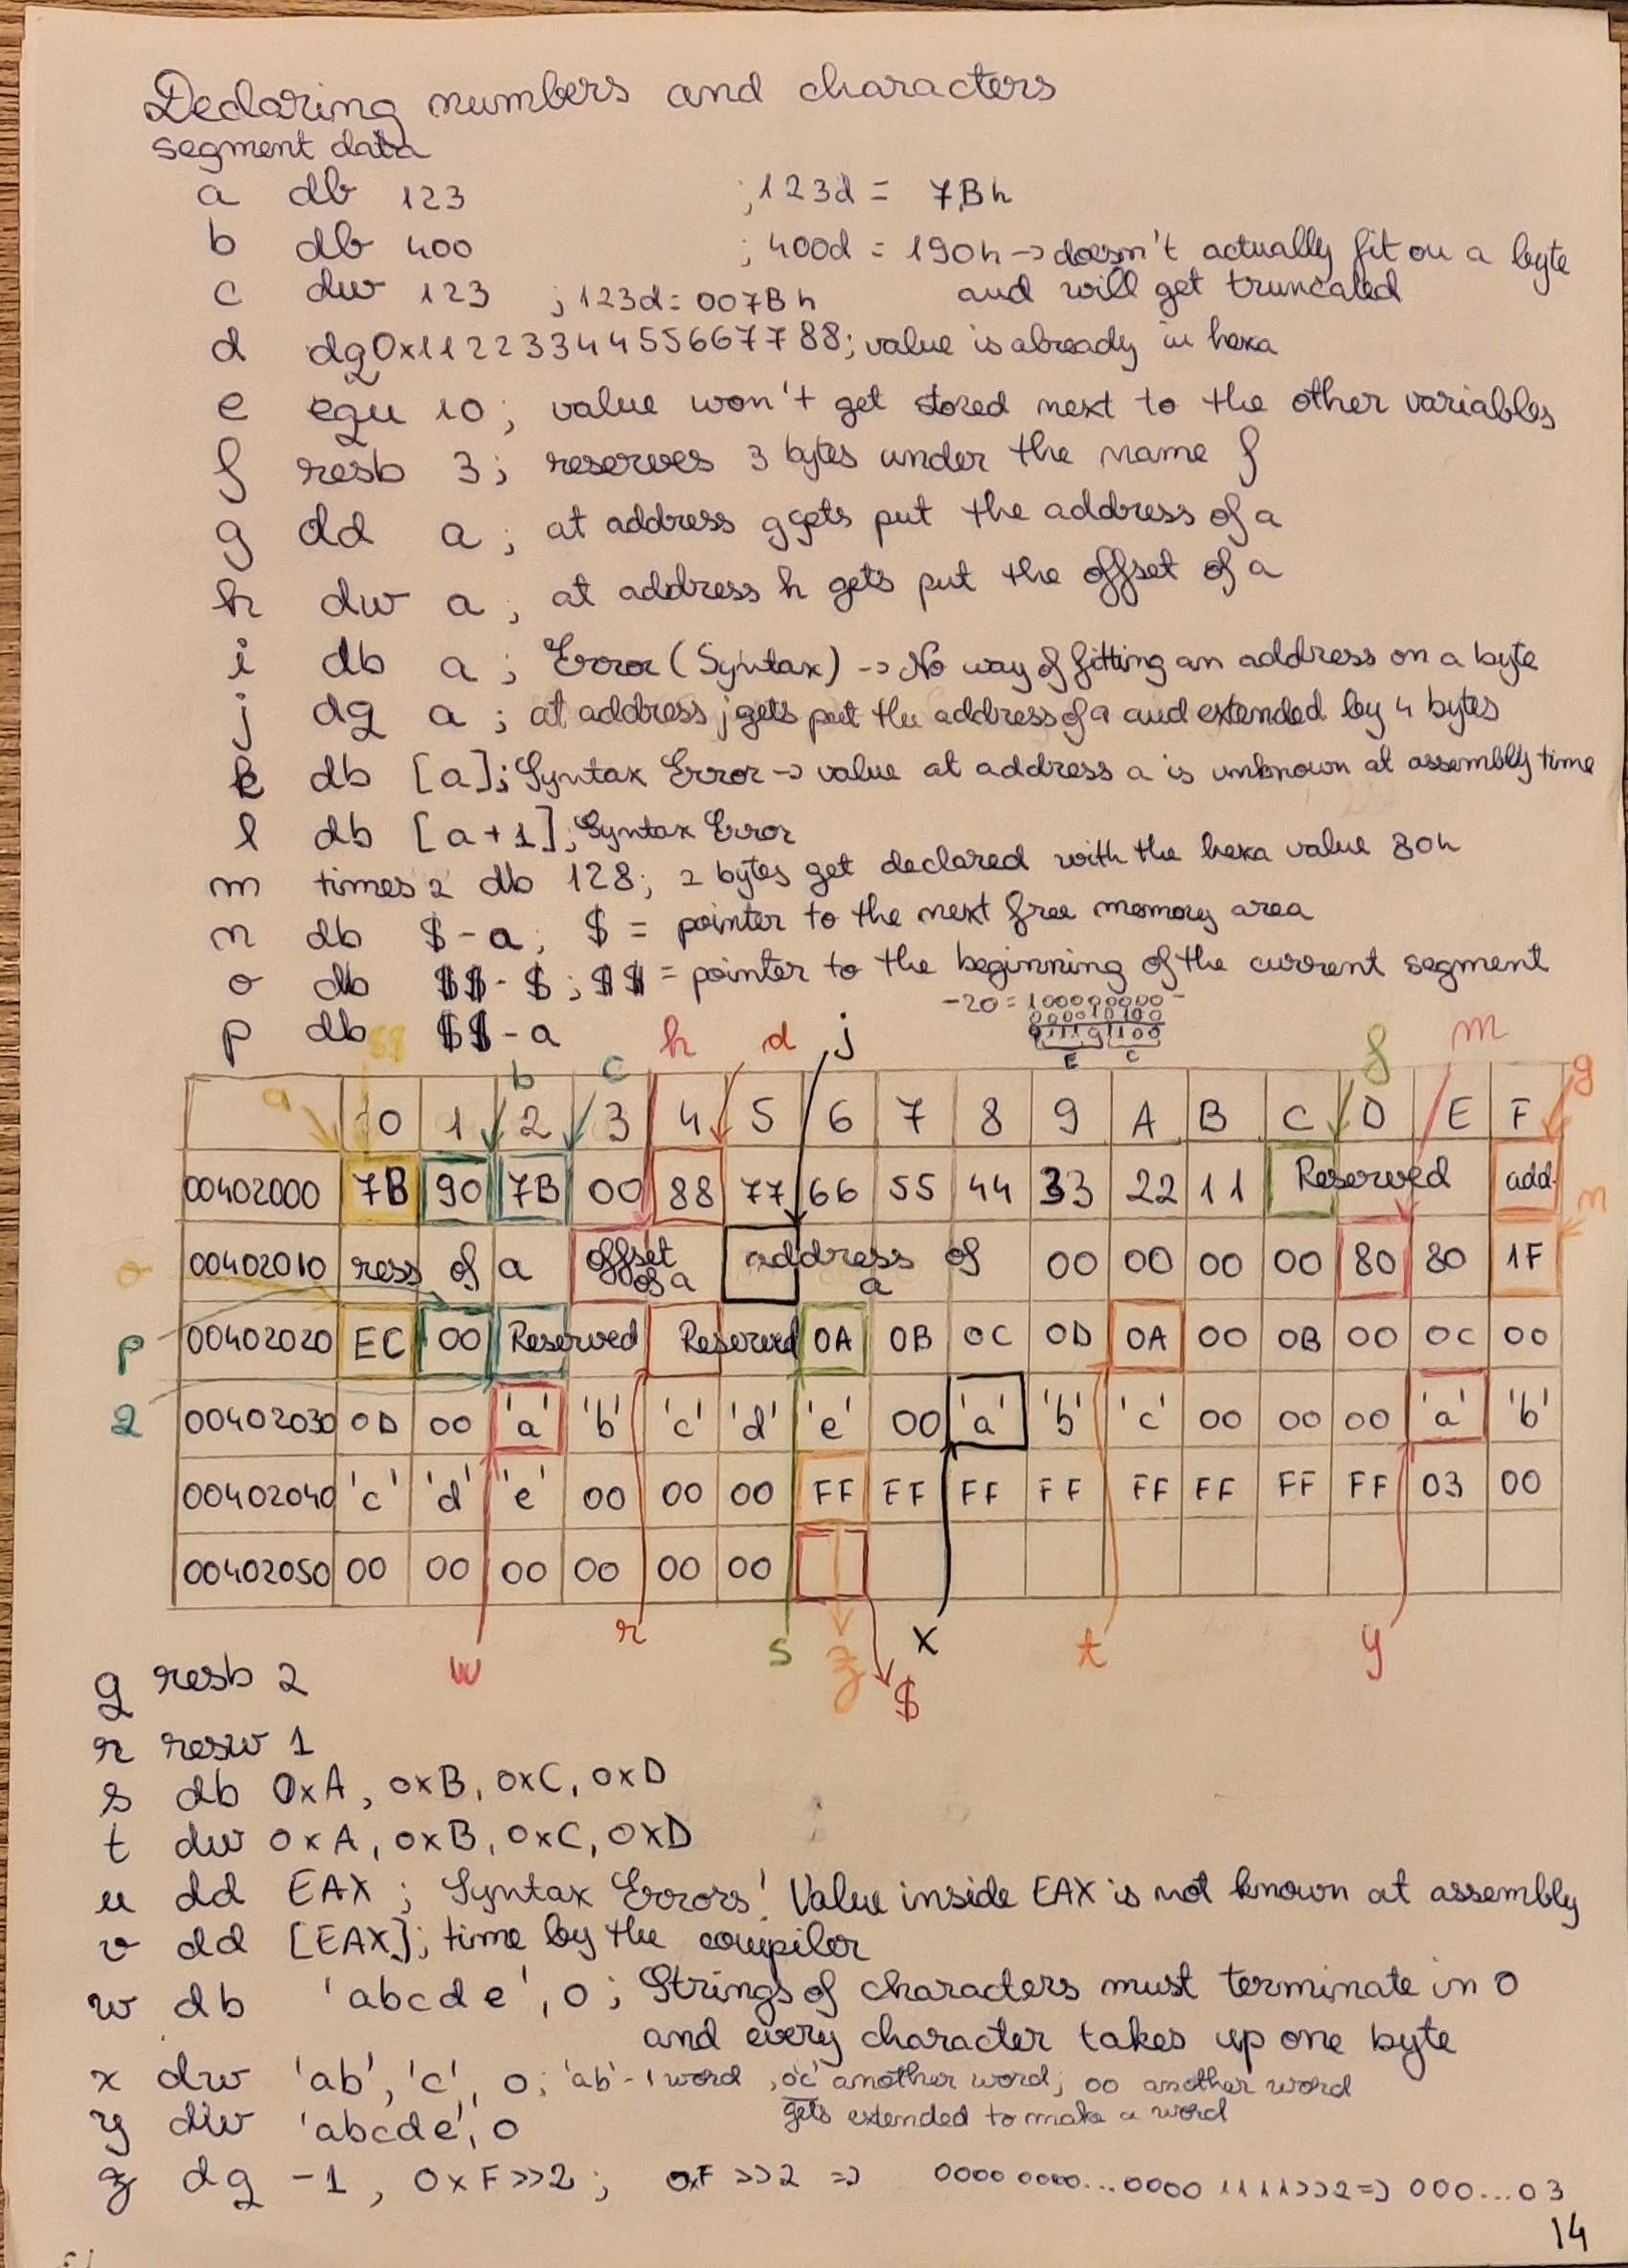 Declaring numbers and characters
segment data
a db 123 ; 123d = 7Bh
b db 400 ; 400d = 190h -> doesn't actually fit on a byte
c dw 123 ; 123d = 007Bh and will get truncated
d dq 0x1122334455667788; value is already in hexa
e equ 10; value won't get stored next to the other variables
f resb 3; reserves 3 bytes under the name f
g dd a; at address g gets put the address of a
h dw a; at address h gets put the offset of a
i db a; Error (Syntax) -> No way of fitting an address on a byte
j dq a; at address j gets put the address of a and extended by 4 bytes
k db [a]; Syntax Error -> value at address a is unknown at assembly time
l db [a+1]; Syntax Error
m times 2 db 128; 2 bytes get declared with the hexa value 80h
n db $-a; $ = pointer to the next free memory area
o db $$-$; $$ = pointer to the beginning of the current segment
-20 = 100000000 -
00010100
p db $$-a
11101100
E C
$$ h d j f m g
a b c
0 1 2 3 4 5 6 7 8 9 A B C D E F
00402000 7B 90 7B 00 88 77 66 55 44 33 22 11 Reserved add-
n
o 00402010 ress of a offset of a address of a 00 00 00 00 80 80 1F
p 00402020 EC 00 Reserved Reserved 0A 0B 0C 0D 0A 00 0B 00 0C 00
q 00402030 0D 00 'a' 'b' 'c' 'd' 'e' 00 'a' 'b' 'c' 00 00 00 'a' 'b'
00402040 'c' 'd' 'e' 00 00 00 FF FF FF FF FF FF FF FF 03 00
00402050 00 00 00 00 00 00
w r s z $ x t y
q resb 2
r resw 1
s db 0xA, 0xB, 0xC, 0xD
t dw 0xA, 0xB, 0xC, 0xD
u dd EAX ; Syntax Errors! Value inside EAX is not known at assembly
v dd [EAX]; time by the compiler
w db 'abcde', 0; Strings of characters must terminate in 0
and every character takes up one byte
x dw 'ab', 'c', 0; 'ab' - 1 word, 0'c' another word; 00 another word
gets extended to make a word
y dw 'abcde', 0
z dq -1, 0xF>>2; 0xF >>2 => 0000 0000...0000 1111>>2=> 000...03
14